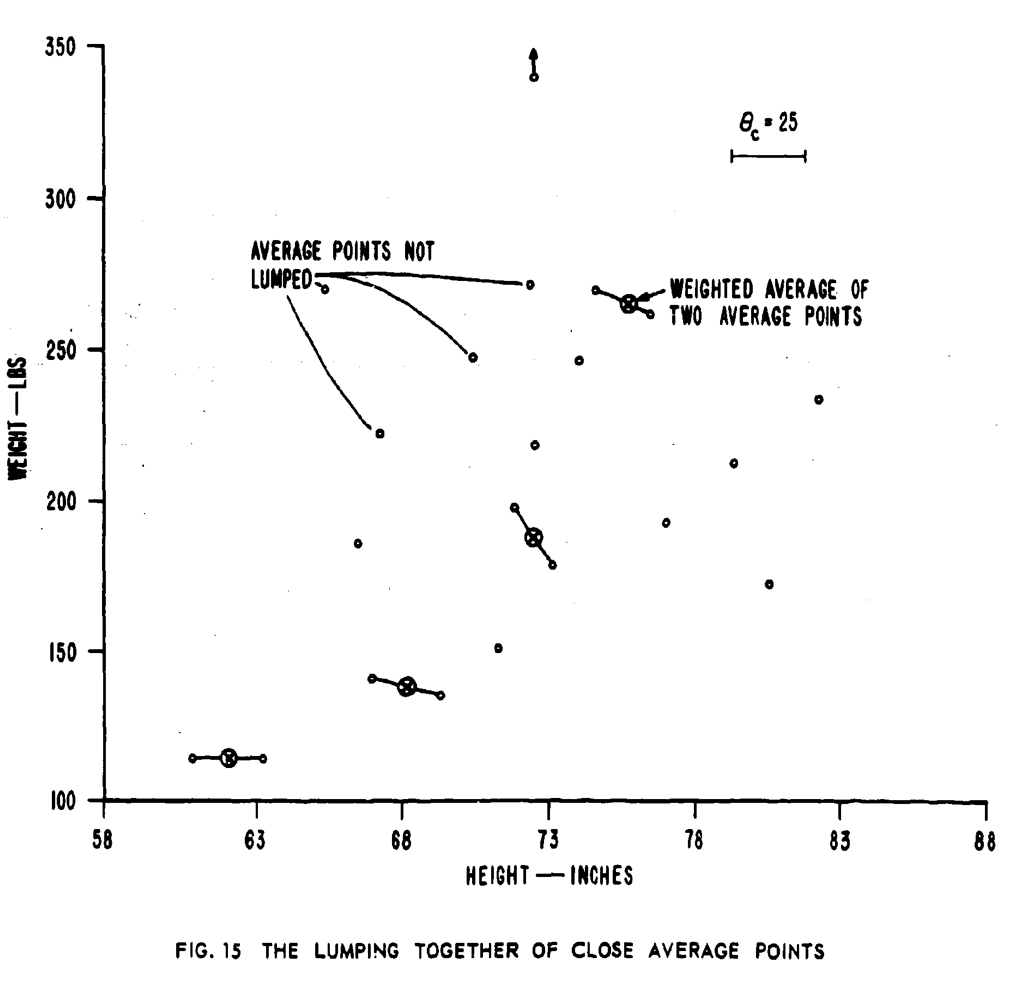 350
θc = 25
300
AVERAGE POINTS NOT
LUMPED
WEIGHTED AVERAGE OF
TWO AVERAGE POINTS
250
WEIGHT—LBS
200
150
100
58 63 68 73 78 83 88
HEIGHT—INCHES
FIG. 15 THE LUMPING TOGETHER OF CLOSE AVERAGE POINTS